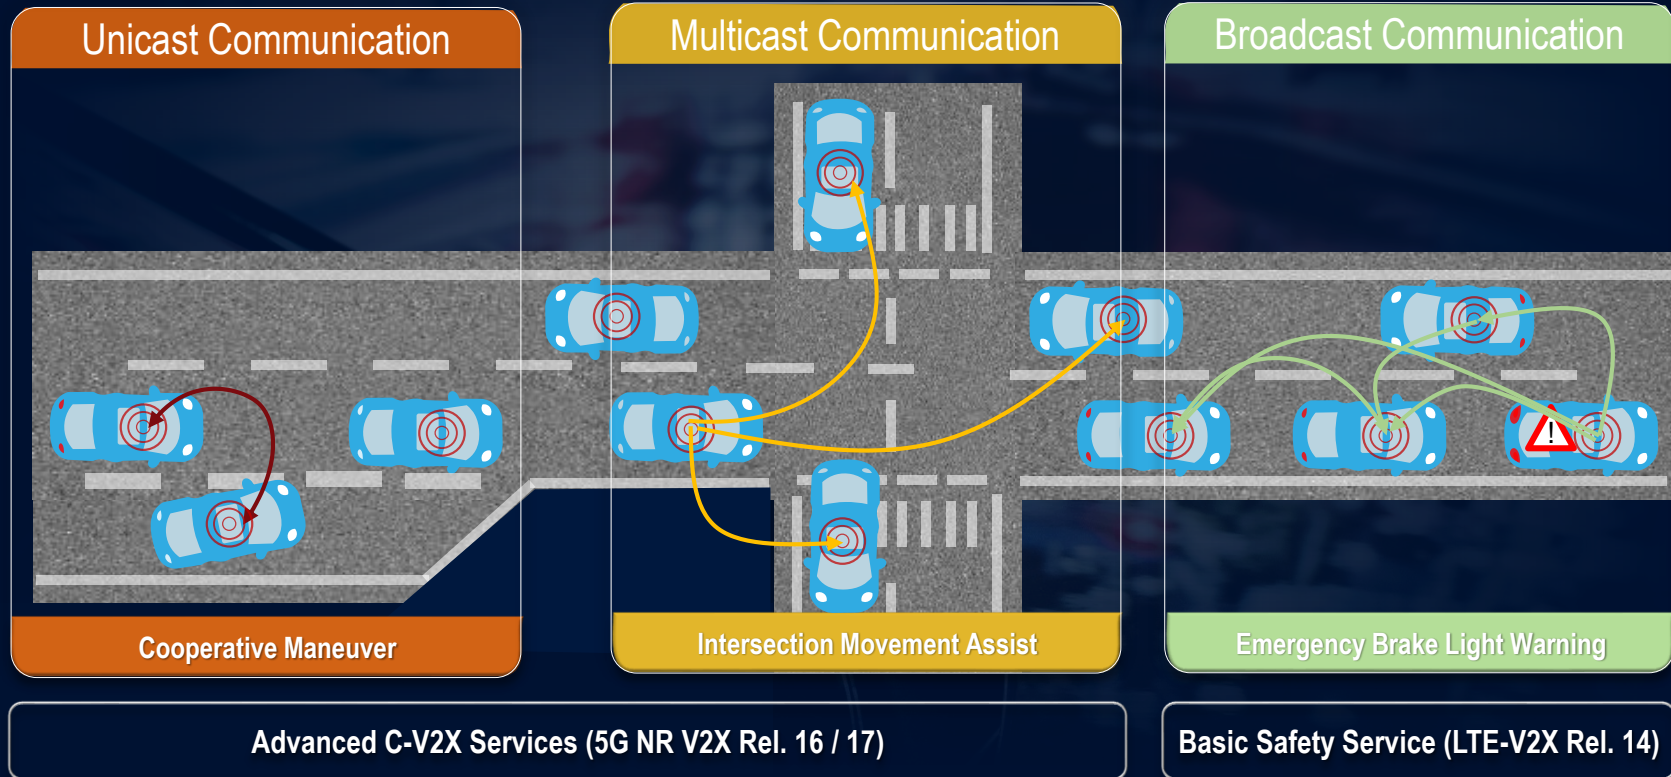 Unicast Communication
Multicast Communication
Broadcast Communication
!
Cooperative Maneuver
Intersection Movement Assist
Emergency Brake Light Warning
Advanced C-V2X Services (5G NR V2X Rel. 16 / 17)
Basic Safety Service (LTE-V2X Rel. 14)